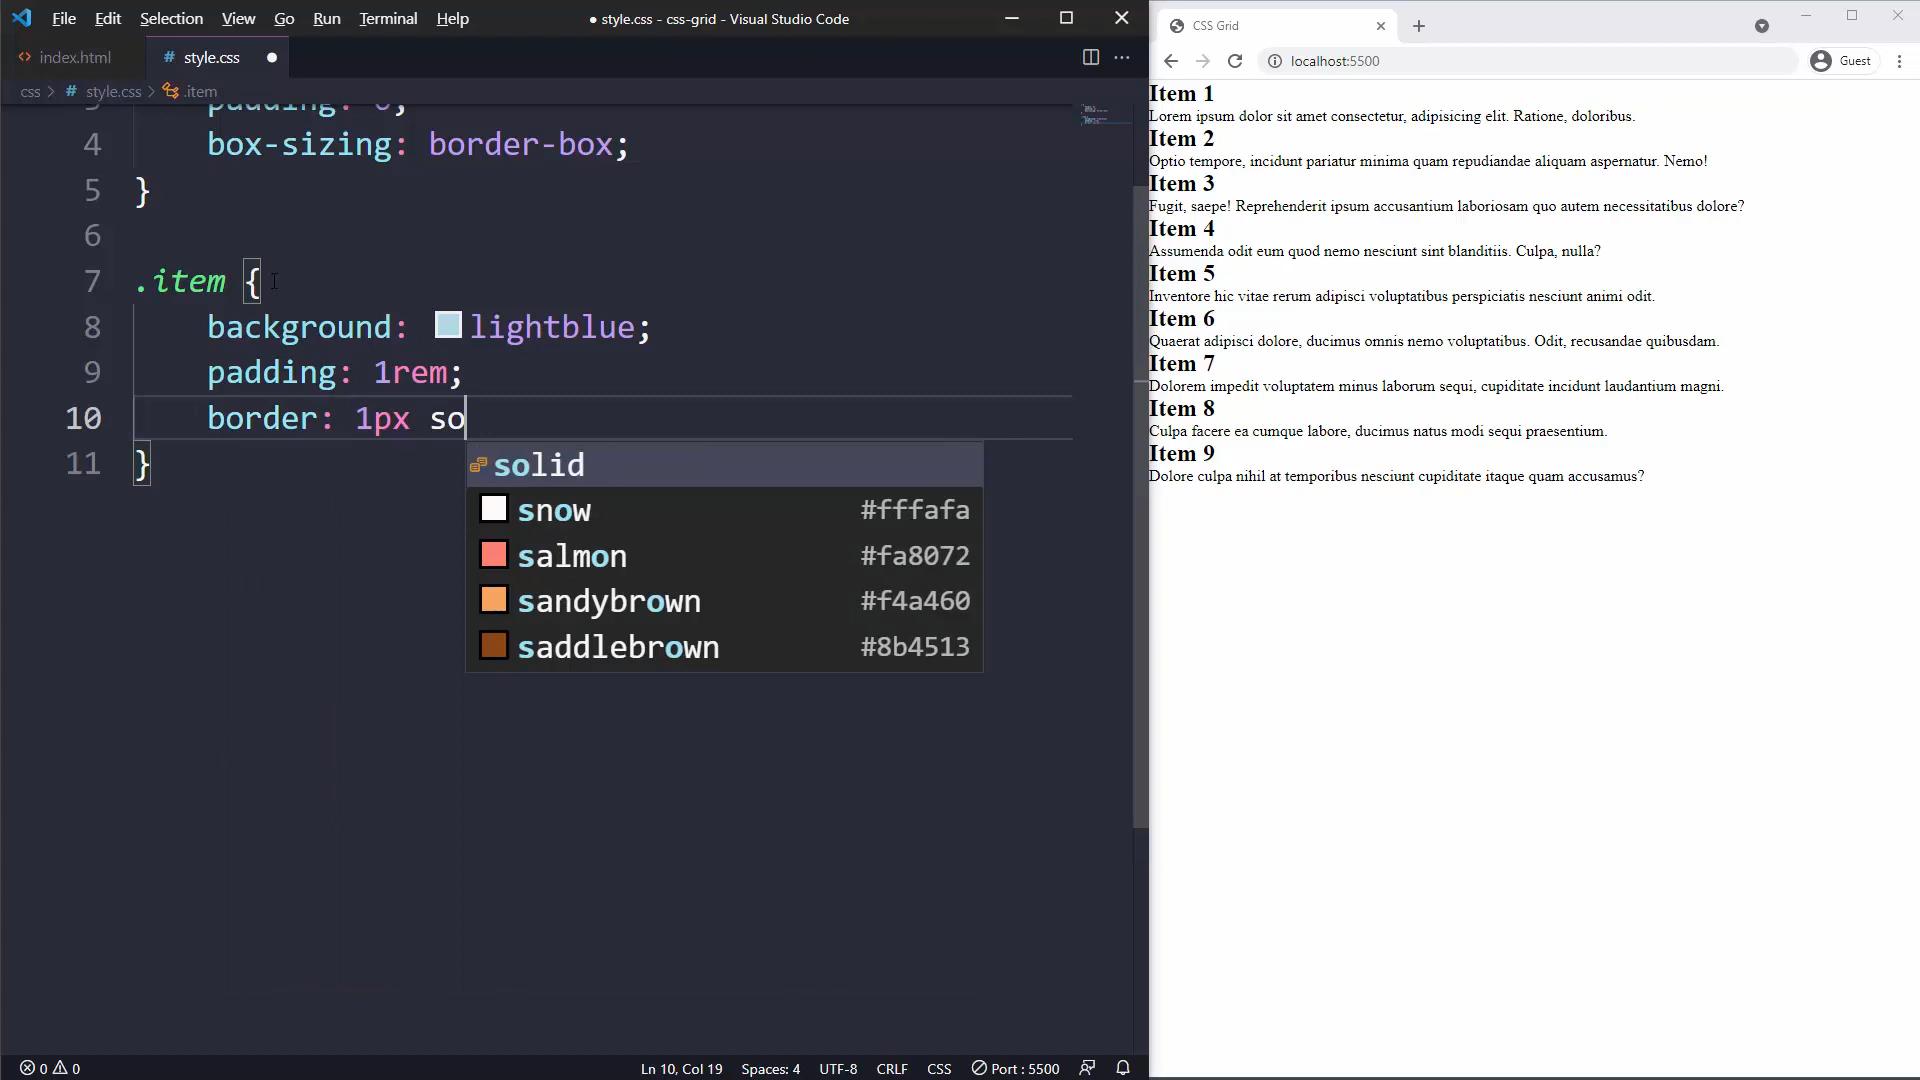 File Edit Selection View Go Run Terminal Help
● style.css - css-grid - Visual Studio Code
index.html
# style.css ●
css > # style.css > .item
3 padding: 0;
4 box-sizing: border-box;
5 }
6
7 .item {
8 background: lightblue;
9 padding: 1rem;
10 border: 1px so
11 }
solid
snow #fffafa
salmon #fa8072
sandybrown #f4a460
saddlebrown #8b4513
0 0 Ln 10, Col 19 Spaces: 4 UTF-8 CRLF CSS Port : 5500
CSS Grid
localhost:5500
Guest
Item 1
Lorem ipsum dolor sit amet consectetur, adipisicing elit. Ratione, doloribus.
Item 2
Optio tempore, incidunt pariatur minima quam repudiandae aliquam aspernatur. Nemo!
Item 3
Fugit, saepe! Reprehenderit ipsum accusantium laboriosam quo autem necessitatibus dolore?
Item 4
Assumenda odit eum quod nemo nesciunt sint blanditiis. Culpa, nulla?
Item 5
Inventore hic vitae rerum adipisci voluptatibus perspiciatis nesciunt animi odit.
Item 6
Quaerat adipisci dolore, ducimus omnis nemo voluptatibus. Odit, recusandae quibusdam.
Item 7
Dolorem impedit voluptatem minus laborum sequi, cupiditate incidunt laudantium magni.
Item 8
Culpa facere ea cumque labore, ducimus natus modi sequi praesentium.
Item 9
Dolore culpa nihil at temporibus nesciunt cupiditate itaque quam accusamus?